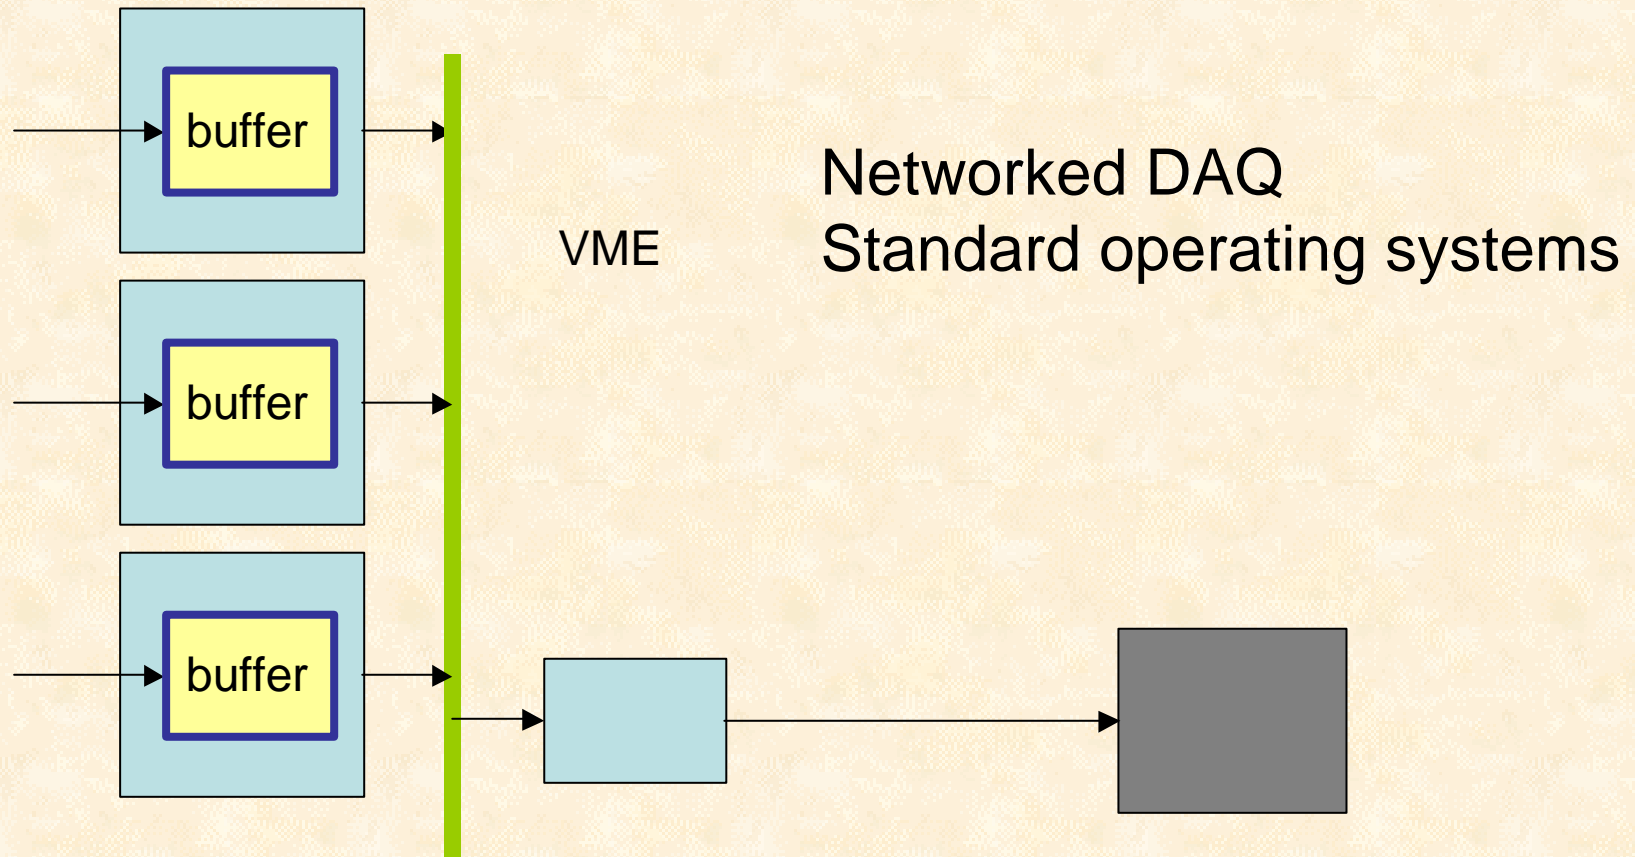 buffer
VME
Networked DAQ
Standard operating systems
buffer
buffer